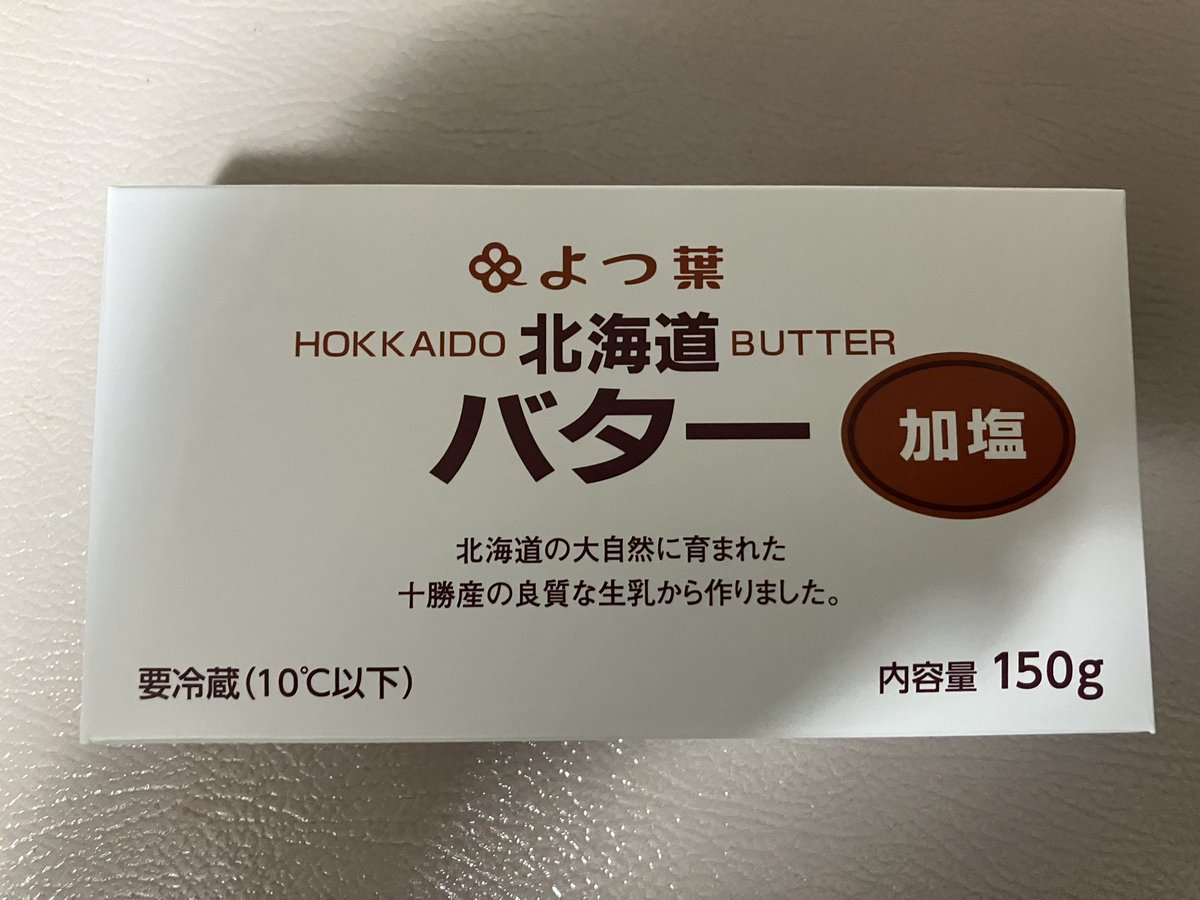 よつ葉
HOKKAIDO 北海道 BUTTER
バター
加塩
北海道の大自然に育まれた
十勝産の良質な生乳から作りました。
要冷蔵(10℃以下)
内容量 150g